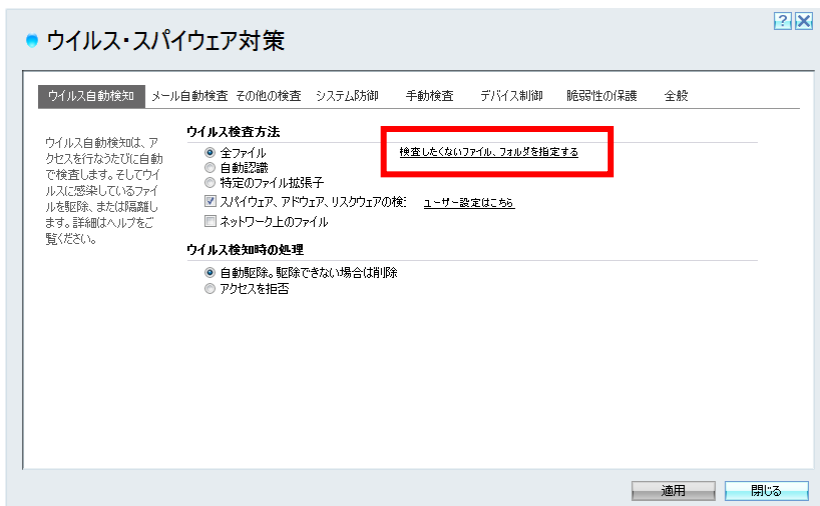 ? X
ウイルス・スパイウェア対策
ウイルス自動検知 メール自動検査 その他の検査 システム防御 手動検査 デバイス制御 脆弱性の保護 全般
ウイルス自動検知は、ア
クセスを行なうたびに自動
で検査します。そしてウイ
ルスに感染しているファイ
ルを駆除、または隔離し
ます。詳細はヘルプをご
覧ください。
ウイルス検査方法
全ファイル 検査したくないファイル、フォルダを指定する
自動認識
特定のファイル拡張子
スパイウェア、アドウェア、リスクウェアの検 ユーザー設定はこちら
ネットワーク上のファイル
ウイルス検知時の処理
自動駆除。駆除できない場合は削除
アクセスを拒否
適用 閉じる